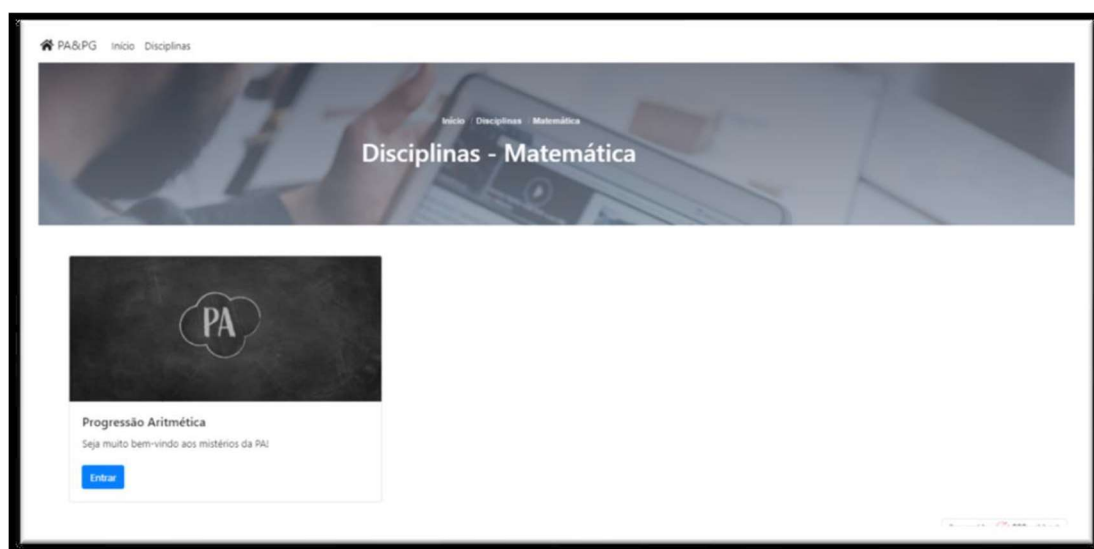 PA&PG Início Disciplinas
Início / Disciplinas / Matemática
Disciplinas - Matemática
PA
Progressão Aritmética
Seja muito bem-vindo aos mistérios da PA!
Entrar